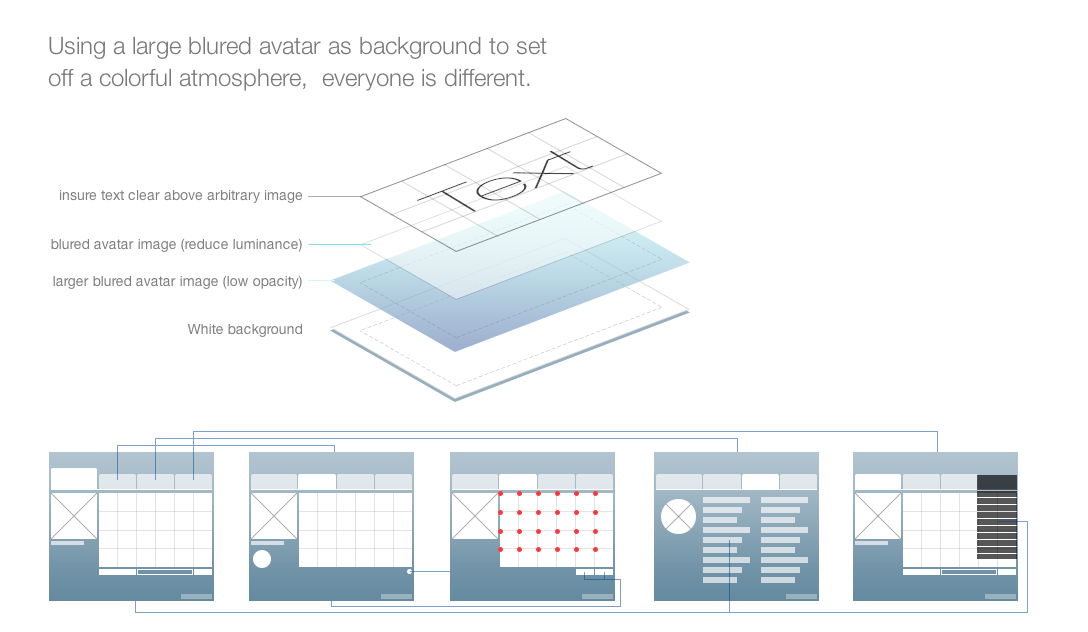 Using a large blured avatar as background to set
off a colorful atmosphere,  everyone is different.
Text
insure text clear above arbitrary image
blured avatar image (reduce luminance)
larger blured avatar image (low opacity)
White background